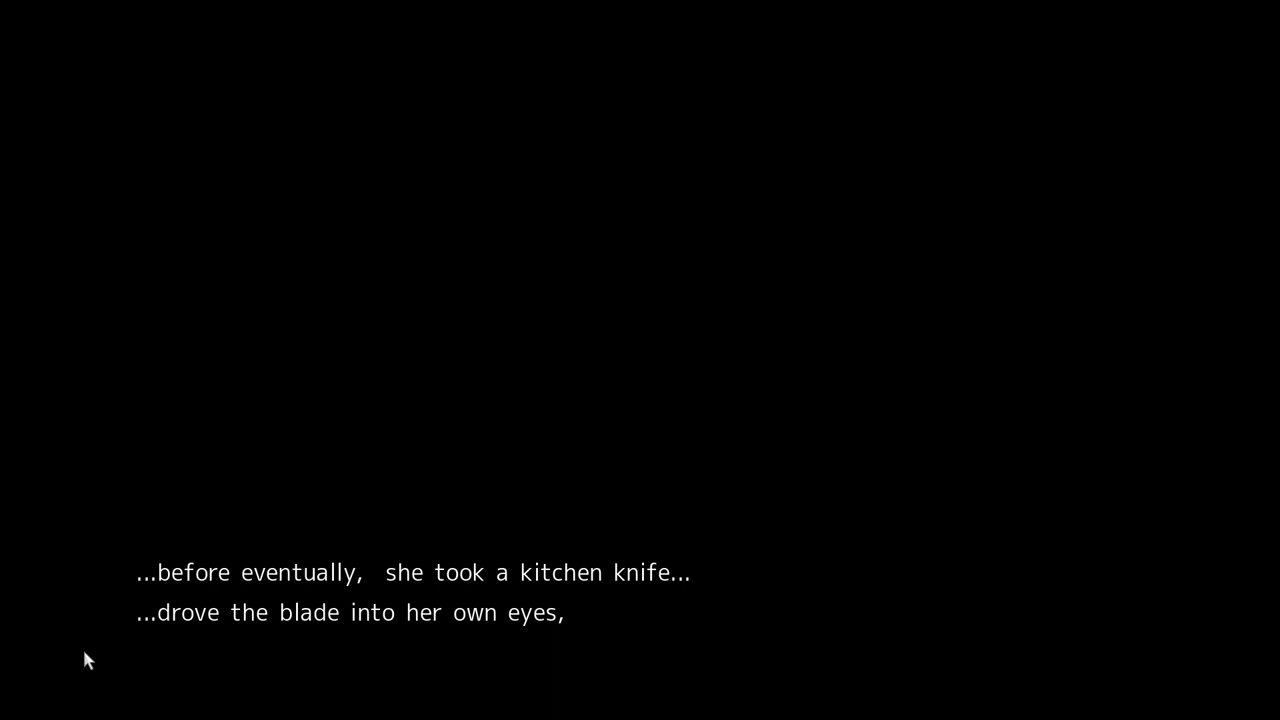 ...before eventually,  she took a kitchen knife...
...drove the blade into her own eyes,